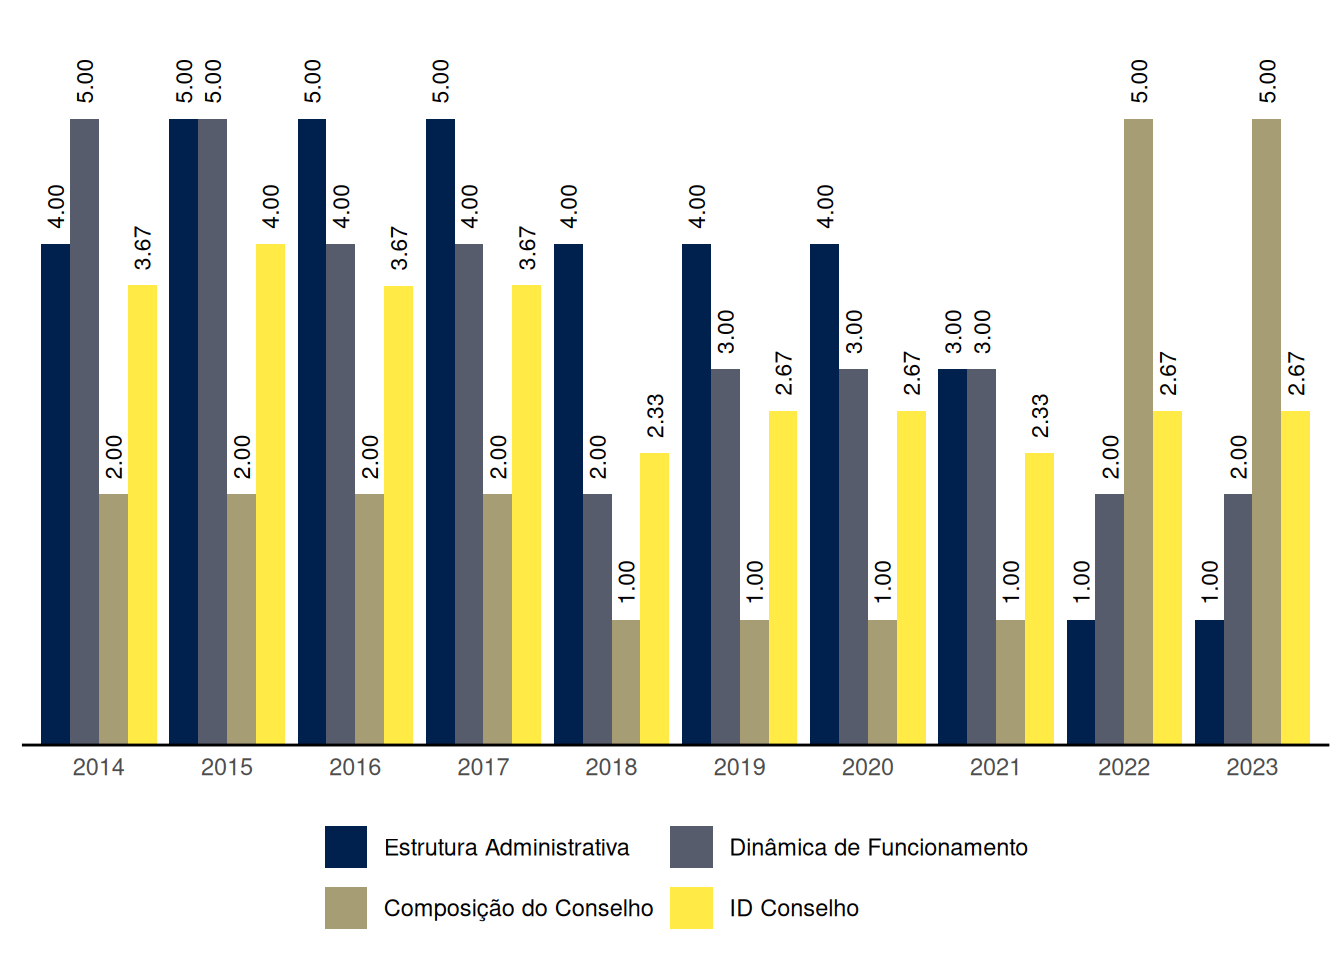 4.00 5.00 2.00 3.67
5.00 5.00 2.00 4.00
5.00 4.00 2.00 3.67
5.00 4.00 2.00 3.67
4.00 2.00 1.00 2.33
4.00 3.00 1.00 2.67
4.00 3.00 1.00 2.67
3.00 3.00 1.00 2.33
1.00 2.00 5.00 2.67
1.00 2.00 5.00 2.67
2014 2015 2016 2017 2018 2019 2020 2021 2022 2023
Estrutura Administrativa Dinâmica de Funcionamento
Composição do Conselho ID Conselho